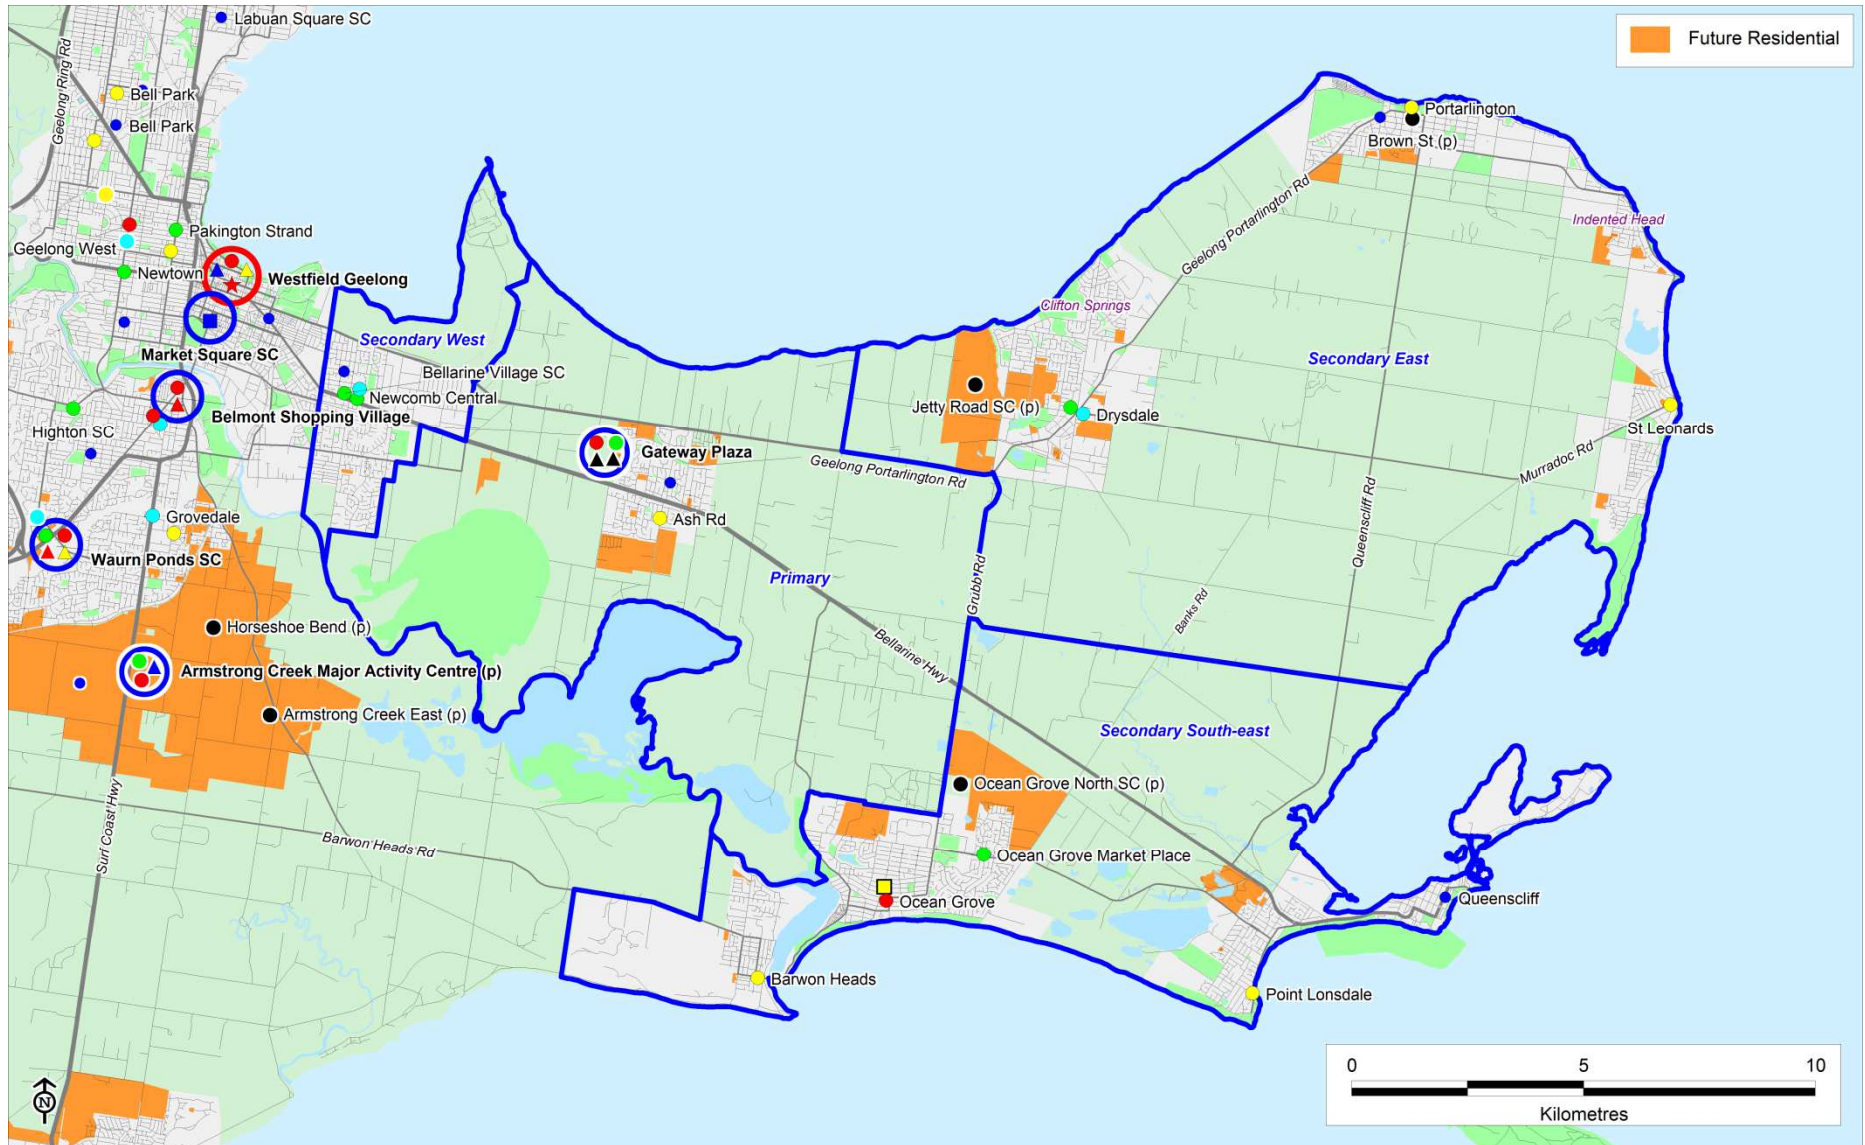 Labuan Square SC
Future Residential
Geelong Ring Rd
Bell Park
Bell Park
Portarlington
Brown St (p)
Geelong Portarlington Rd
Indented Head
Pakington Strand
Geelong West
Newtown
Westfield Geelong
Clifton Springs
Secondary West
Market Square SC
Secondary East
Bellarine Village SC
Newcomb Central
Jetty Road SC (p)
Drysdale
Belmont Shopping Village
St Leonards
Highton SC
Gateway Plaza
Geelong Portarlington Rd
Murradoc Rd
Grovedale
Ash Rd
Queenscliff Rd
Waurn Ponds SC
Primary
Grubb Rd
Banks Rd
Horseshoe Bend (p)
Bellarine Hwy
Armstrong Creek Major Activity Centre (p)
Armstrong Creek East (p)
Secondary South-east
Ocean Grove North SC (p)
Surf Coast Hwy
Barwon Heads Rd
Ocean Grove Market Place
Ocean Grove
Queenscliff
Barwon Heads
Point Lonsdale
0 5 10
Kilometres
N